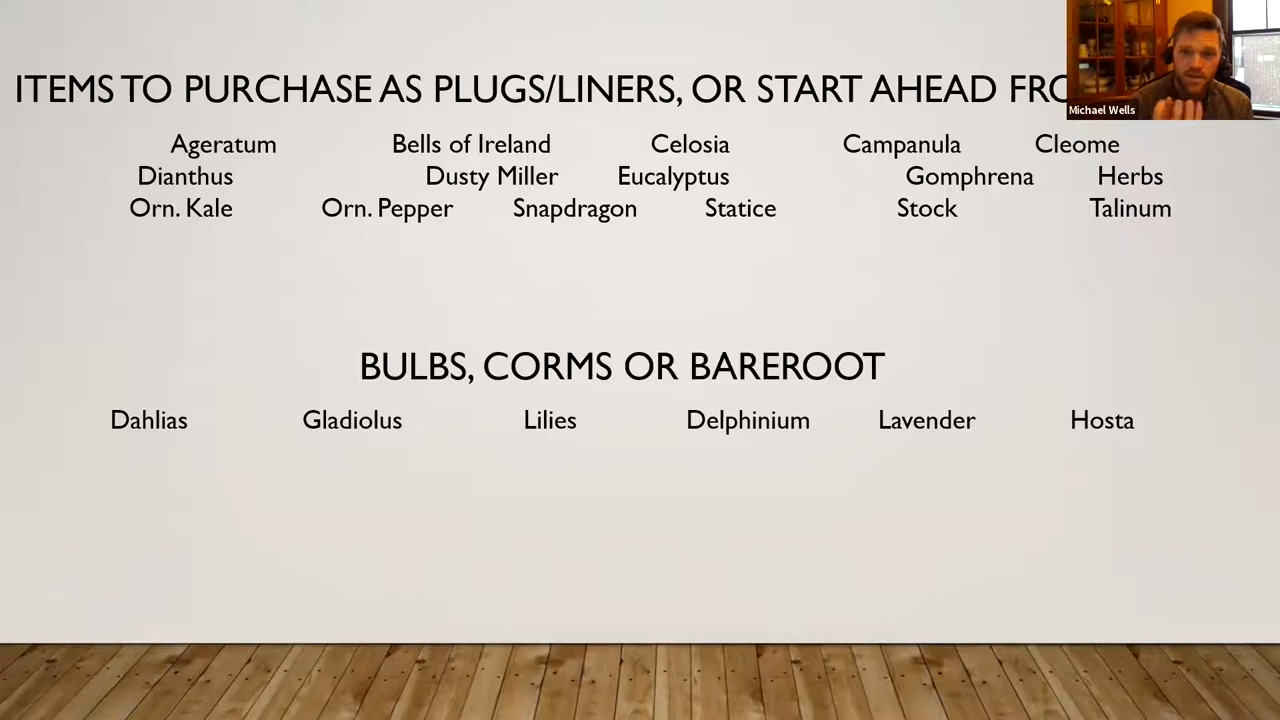 ITEMS TO PURCHASE AS PLUGS/LINERS, OR START AHEAD
Michael Wells
Ageratum Bells of Ireland Celosia Campanula Cleome
Dianthus Dusty Miller Eucalyptus Gomphrena Herbs
Orn. Kale Orn. Pepper Snapdragon Statice Stock Talinum
BULBS, CORMS OR BAREROOT
Dahlias Gladiolus Lilies Delphinium Lavender Hosta